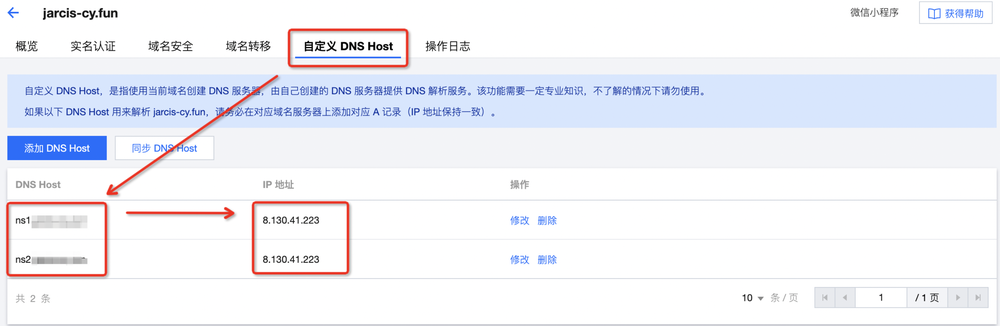 jarcis-cy.fun
微信小程序
获得帮助
概览 实名认证 域名安全 域名转移 自定义 DNS Host 操作日志
自定义 DNS Host，是指使用当前域名创建 DNS 服务器，由自己创建的 DNS 服务器提供 DNS 解析服务。该功能需要一定专业知识，不了解的情况下请勿使用。
如果以下 DNS Host 用来解析 jarcis-cy.fun，请务必在对应域名服务器上添加对应 A 记录（IP 地址保持一致）。
添加 DNS Host 同步 DNS Host
DNS Host IP 地址 操作
ns1 8.130.41.223 修改 删除
ns2 8.130.41.223 修改 删除
共 2 条 10 条 / 页 1 / 1 页